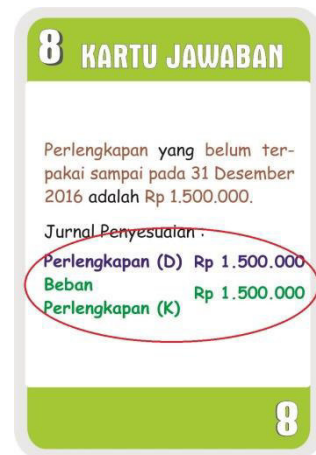 8 KARTU JAWABAN
Perlengkapan yang belum ter-
pakai sampai pada 31 Desember
2016 adalah Rp 1.500.000.
Jurnal Penyesuaian :
Perlengkapan (D) Rp 1.500.000
Beban
Perlengkapan (K) Rp 1.500.000
8